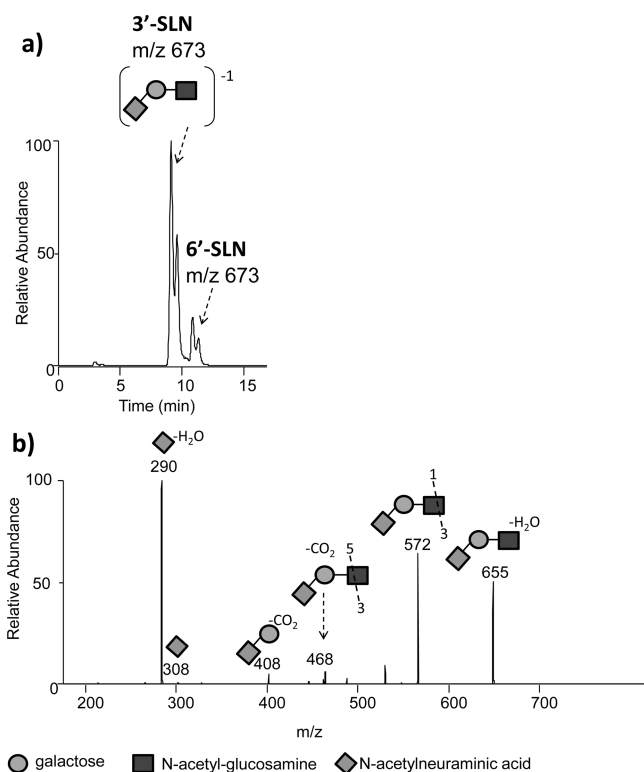 a)
3’-SLN
m/z 673
-1
100
50
0
Relative Abundance
6’-SLN
m/z 673
0 5 10 15
Time (min)
b)
-H₂O
290
100
50
0
Relative Abundance
308
-CO₂
408
-CO₂
5
3
468
1
3
572
-H₂O
655
200 300 400 500 600 700
m/z
galactose N-acetyl-glucosamine N-acetylneuraminic acid